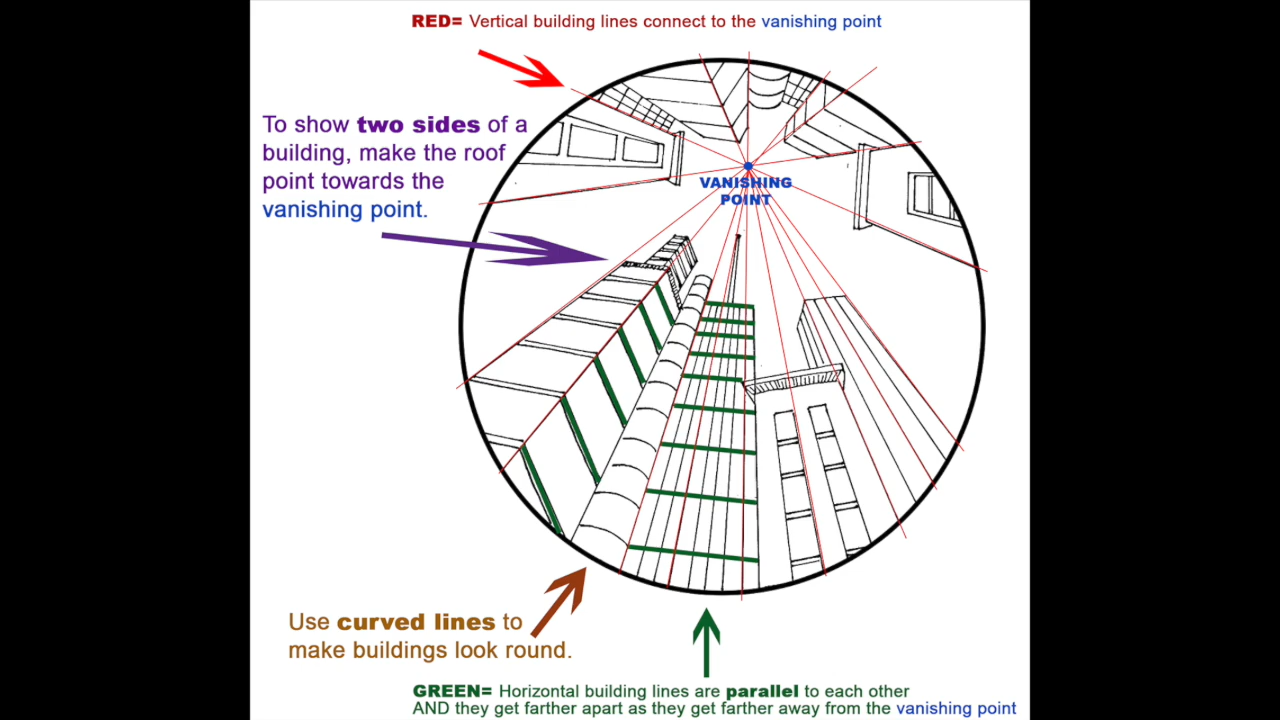 RED= Vertical building lines connect to the vanishing point
To show two sides of a
building, make the roof
point towards the
vanishing point.
VANISHING
POINT
Use curved lines to
make buildings look round.
GREEN= Horizontal building lines are parallel to each other
AND they get farther apart as they get farther away from the vanishing point